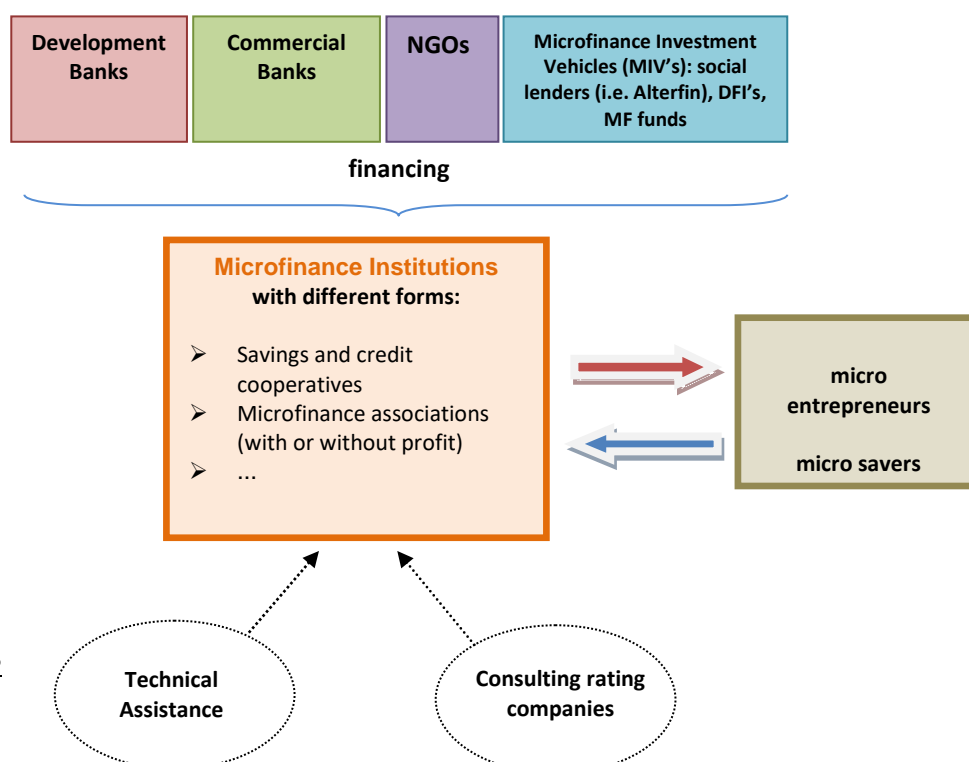 Development
Banks
Commercial
Banks
NGOs
Microfinance Investment
Vehicles (MIV's): social
lenders (i.e. Alterfin), DFI's,
MF funds
financing
Microfinance Institutions
with different forms:
➢ Savings and credit
cooperatives
➢ Microfinance associations
(with or without profit)
➢ ...
micro
entrepreneurs
micro savers
Technical
Assistance
Consulting rating
companies